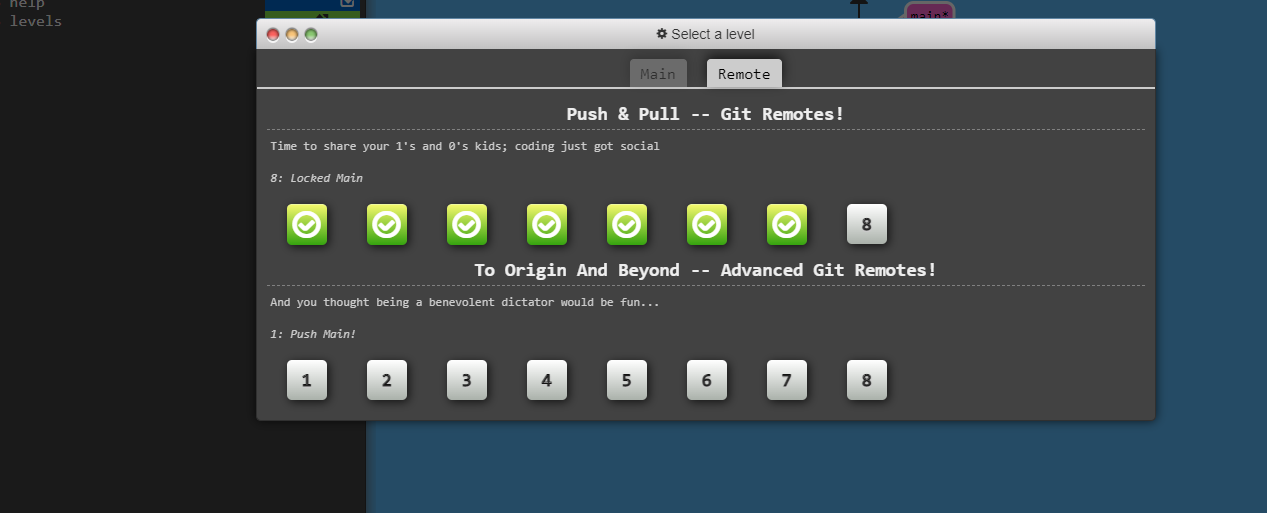 help
levels
main*
Select a level
Main
Remote
Push & Pull -- Git Remotes!
Time to share your 1's and 0's kids; coding just got social
8: Locked Main
8
To Origin And Beyond -- Advanced Git Remotes!
And you thought being a benevolent dictator would be fun...
1: Push Main!
1 2 3 4 5 6 7 8